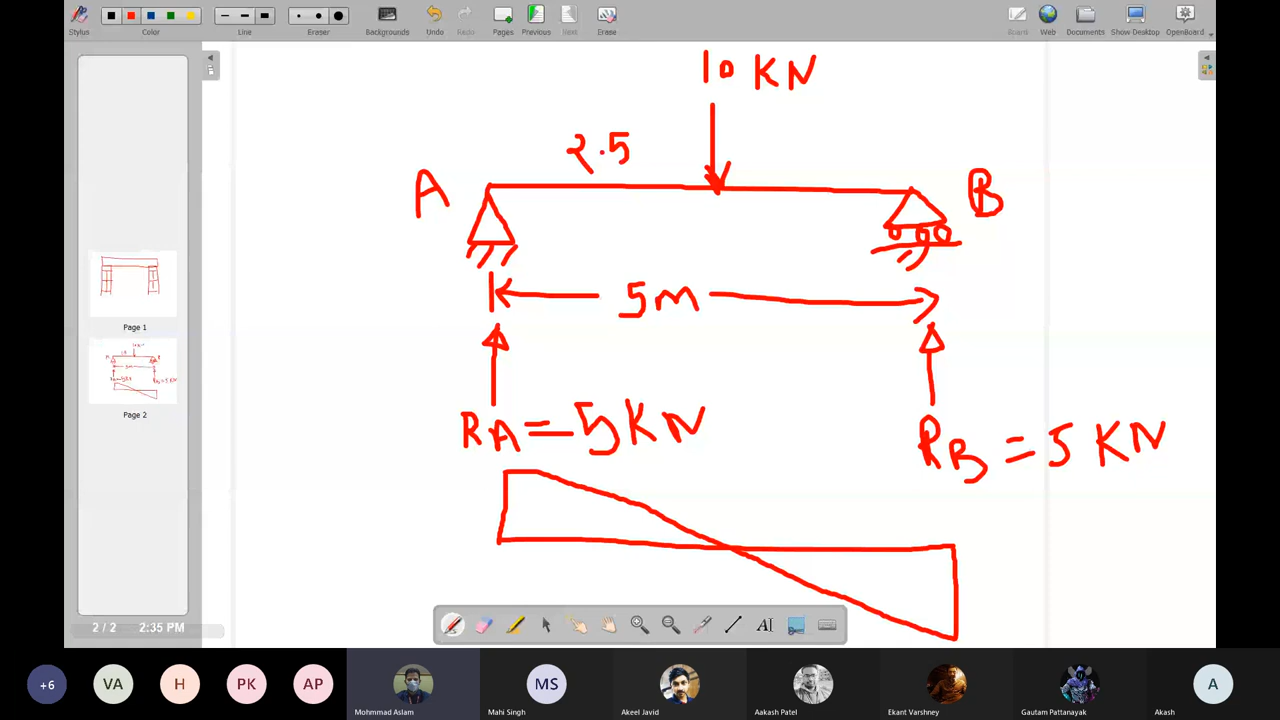 Stylus
Color
Line
Eraser
Backgrounds
Undo
Redo
Pages
Previous
Next
Erase
Board
Web
Documents
Show Desktop
OpenBoard
10 KN
2.5
A
B
5m
RA = 5KN
RB = 5 KN
Page 1
Page 2
2 / 2
2:35 PM
AI
+6
VA
H
PK
AP
MS
A
Mohmmad Aslam
Mahi Singh
Akeel Javid
Aakash Patel
Ekant Varshney
Gautam Pattanayak
Akash